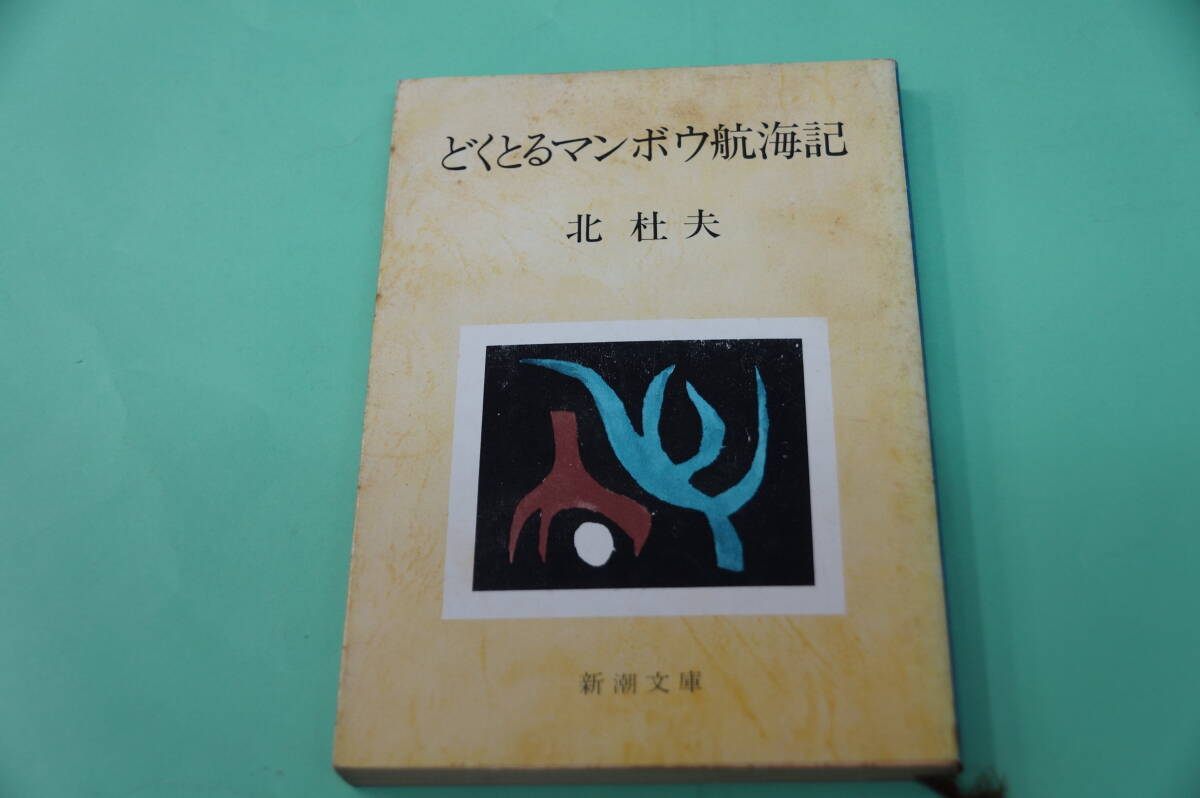 どくとるマンボウ航海記
北 杜 夫
新潮文庫